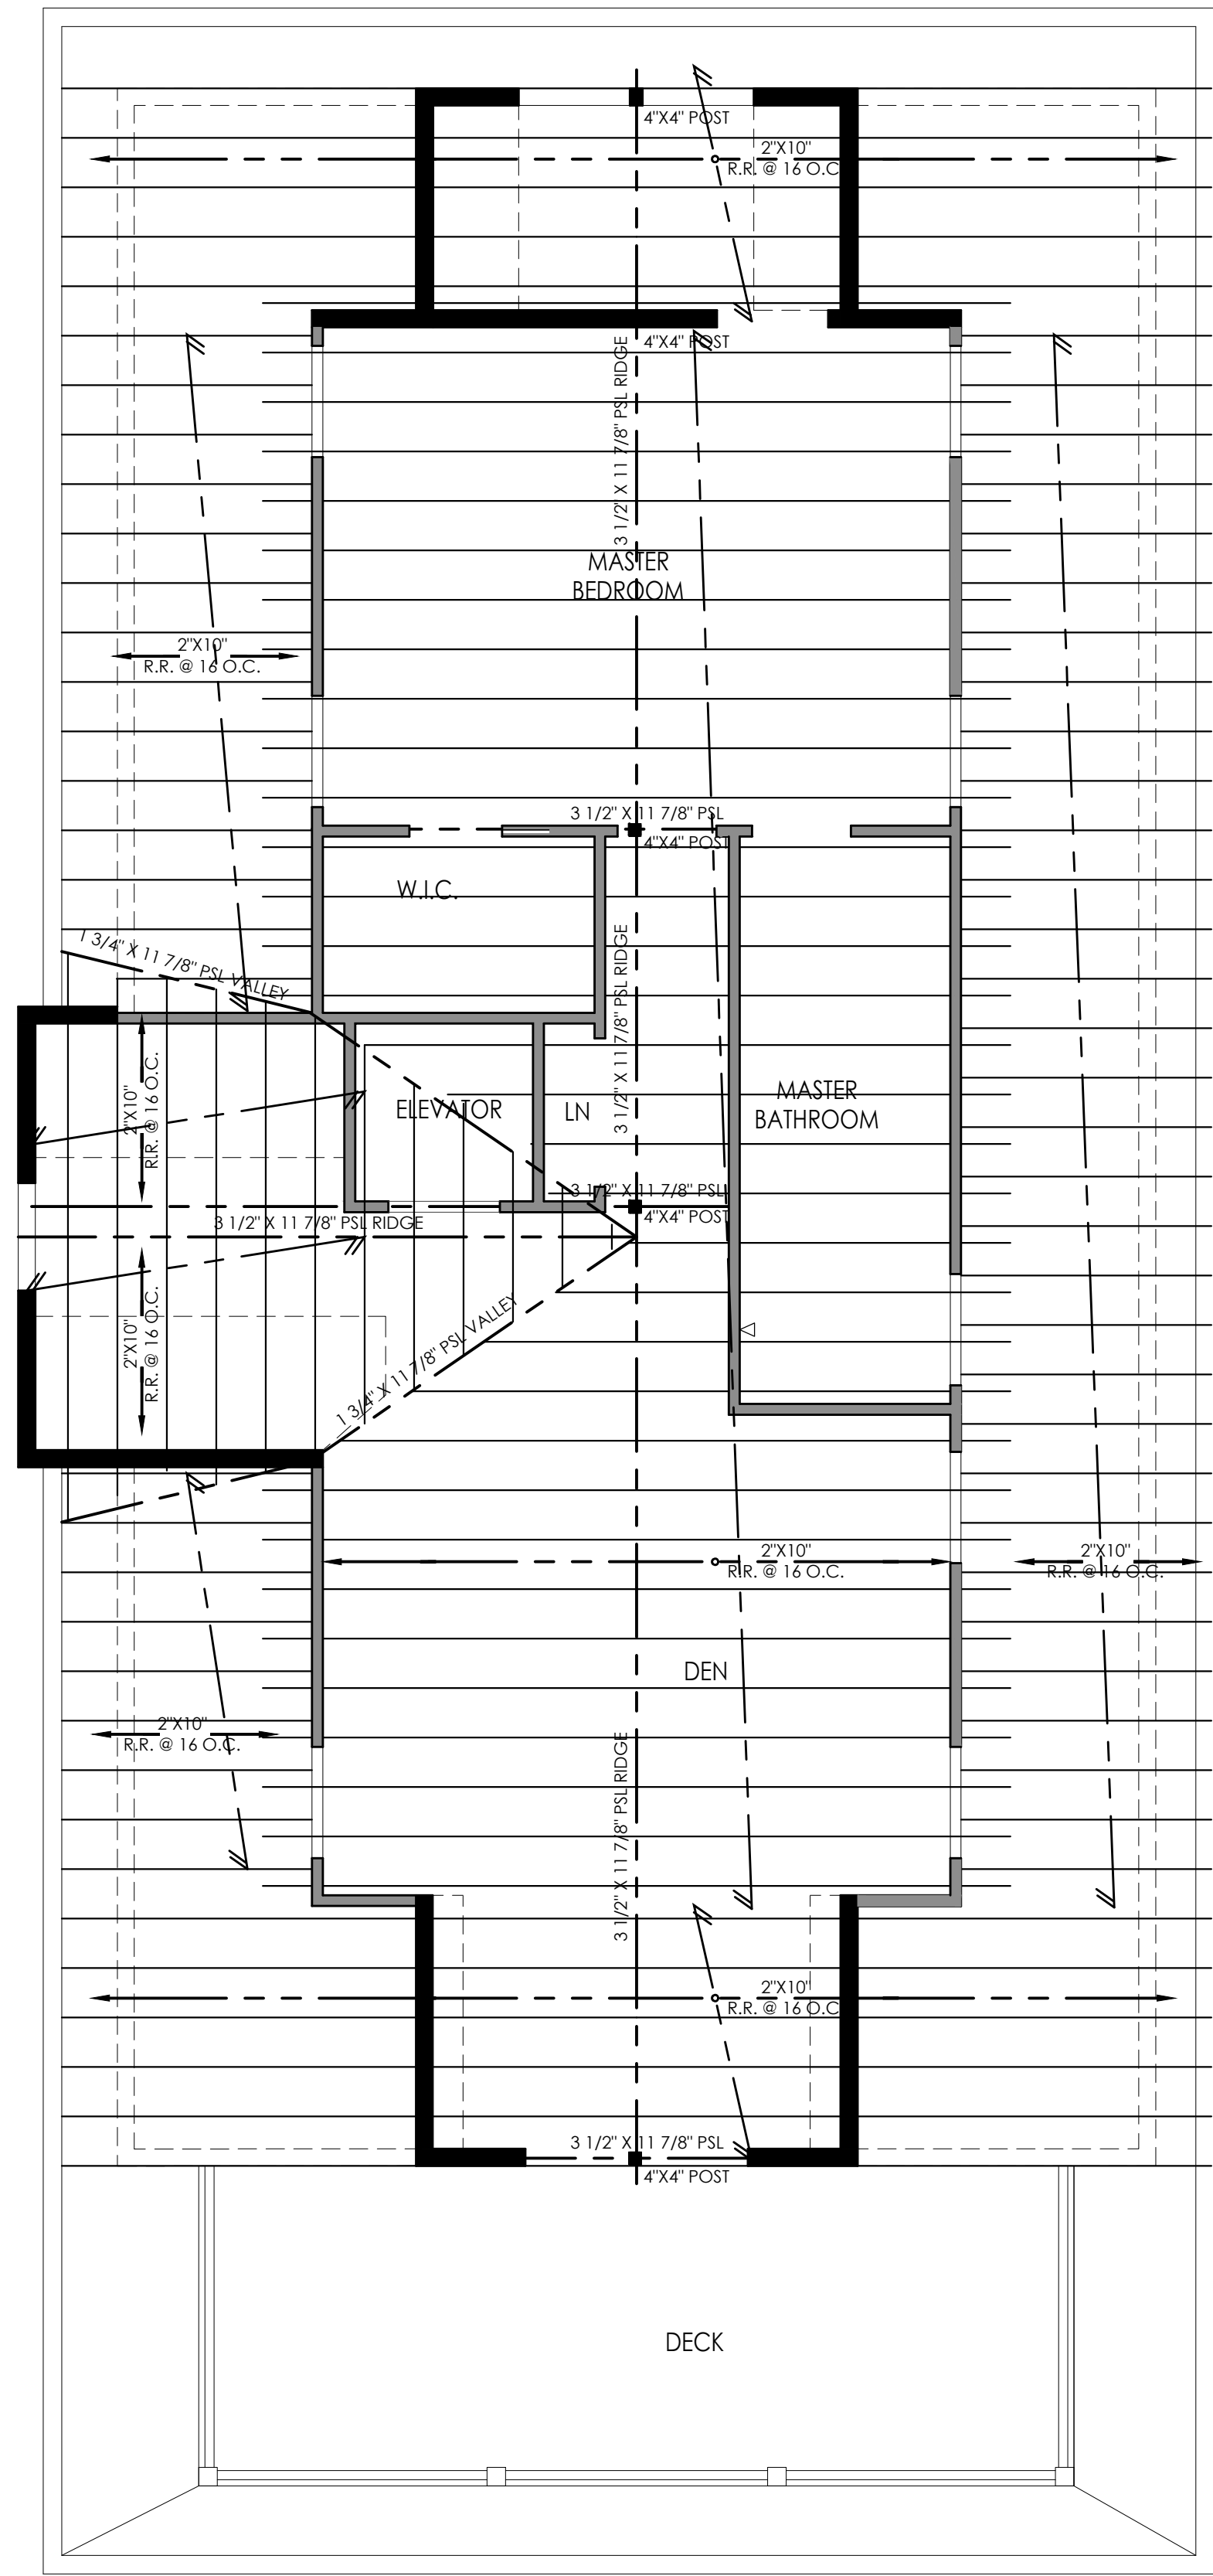 4"X4" POST
2"X10"
R.R. @ 16 O.C.
4"X4" POST
3 1/2" X 11 7/8" PSL RIDGE
MASTER
BEDROOM
2"X10"
R.R. @ 16 O.C.
3 1/2" X 11 7/8" PSL
4"X4" POST
W.I.C.
1 3/4" X 11 7/8" PSL VALLEY
3 1/2" X 11 7/8" PSL RIDGE
2"X10"
R.R. @ 16 O.C.
ELEVATOR
LN
MASTER
BATHROOM
3 1/2" X 11 7/8" PSL
4"X4" POST
3 1/2" X 11 7/8" PSL RIDGE
2"X10"
R.R. @ 16 O.C.
1 3/4" X 11 7/8" PSL VALLEY
2"X10"
R.R. @ 16 O.C.
2"X10"
R.R. @ 16 O.C.
DEN
2"X10"
R.R. @ 16 O.C.
3 1/2" X 11 7/8" PSL RIDGE
2"X10"
R.R. @ 16 O.C.
3 1/2" X 11 7/8" PSL
4"X4" POST
DECK